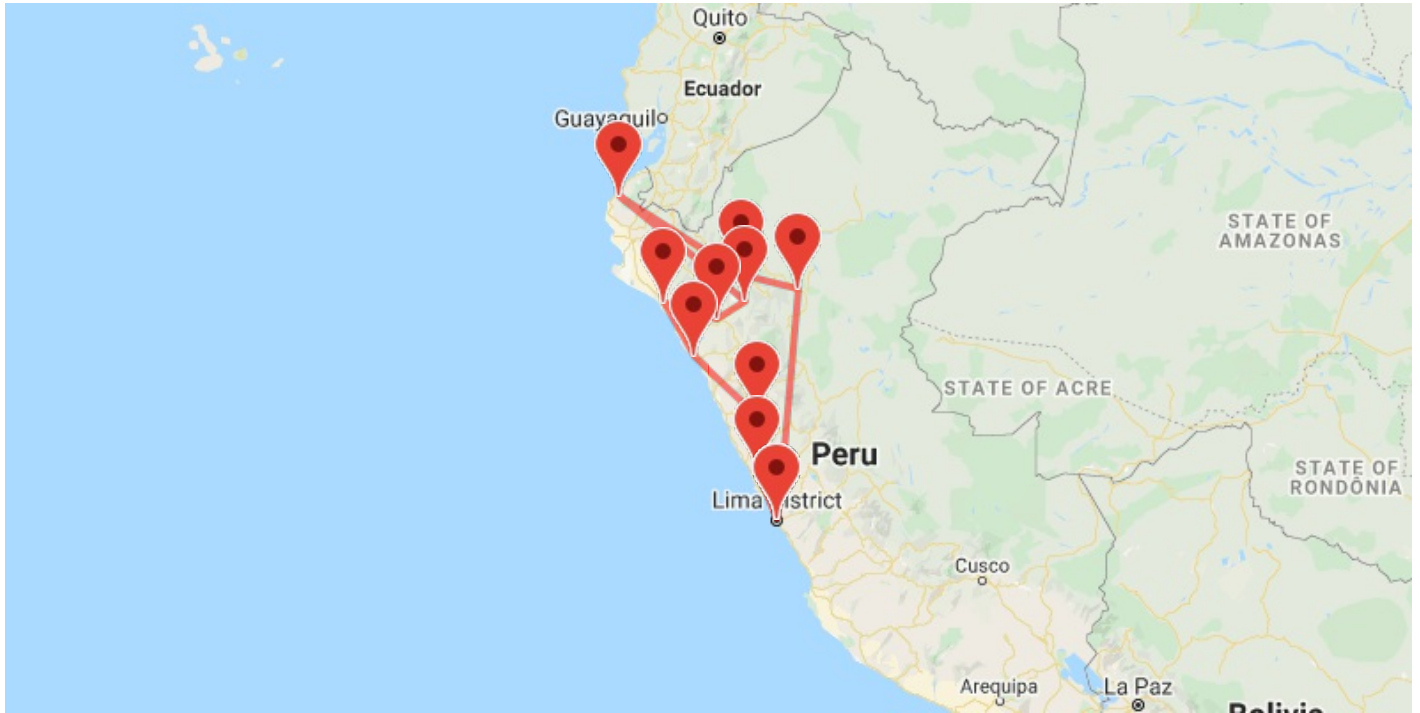 Quito
Ecuador
Guayaquil
STATE OF
AMAZONAS
STATE OF ACRE
Peru
STATE OF
RONDÔNIA
Lima District
Cusco
Arequipa
La Paz
Bolivia